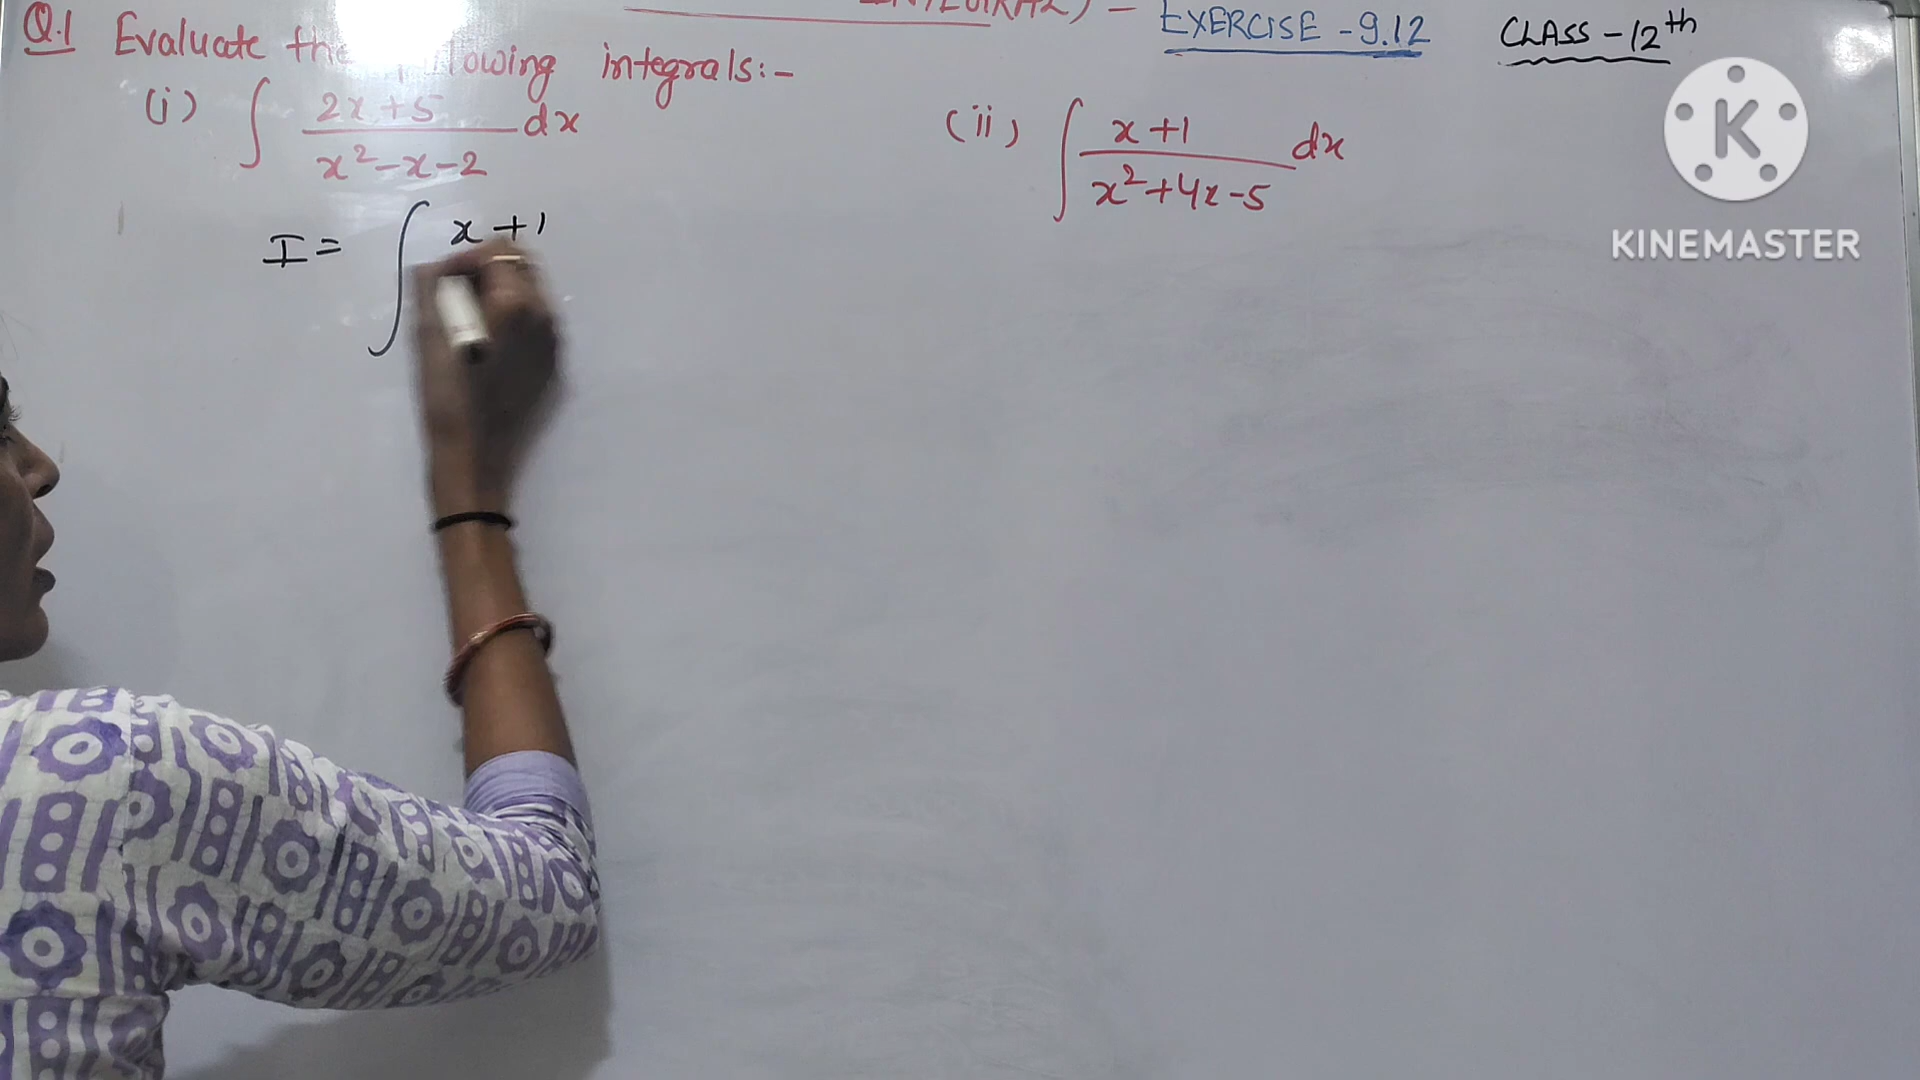 EXERCISE - 9.12 CLASS - 12th
Q.1 Evaluate the following integrals:-
(i) ∫ 2x+5 / x²-x-2 dx
(ii) ∫ x+1 / x²+4x-5 dx
I = ∫ x+1
K
KINEMASTER